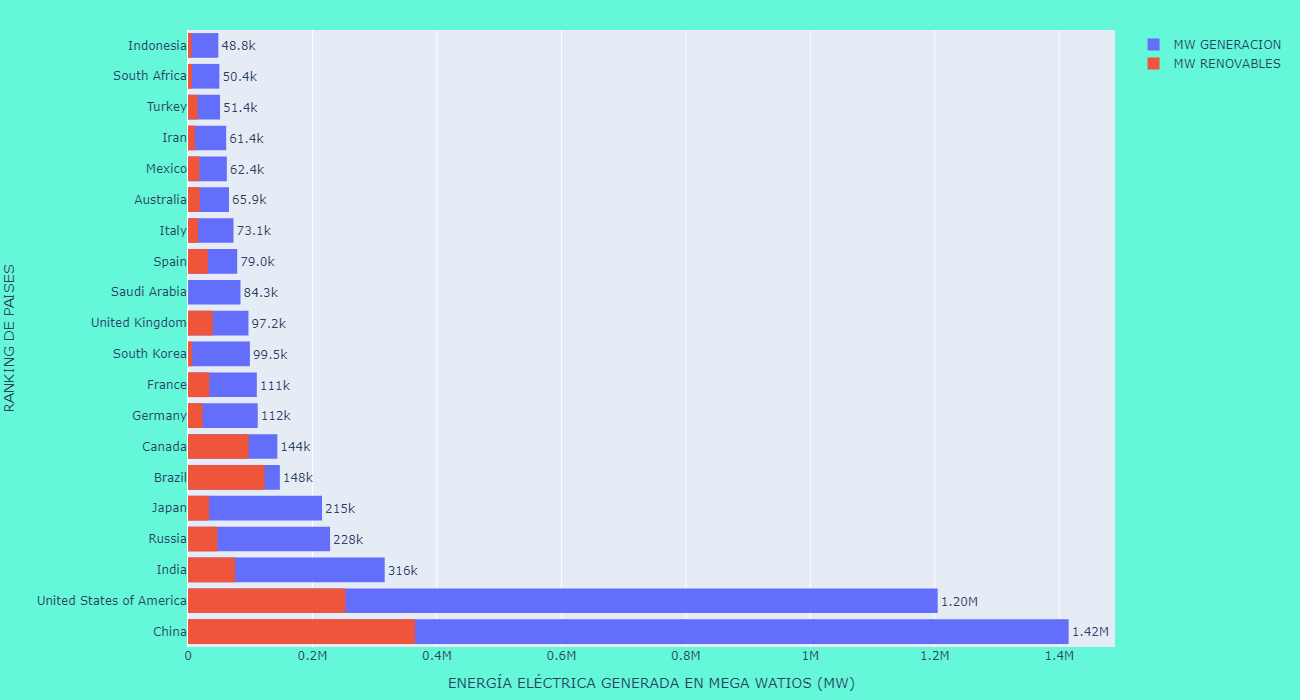 MW GENERACION
MW RENOVABLES
RANKING DE PAISES
Indonesia 48.8k
South Africa 50.4k
Turkey 51.4k
Iran 61.4k
Mexico 62.4k
Australia 65.9k
Italy 73.1k
Spain 79.0k
Saudi Arabia 84.3k
United Kingdom 97.2k
South Korea 99.5k
France 111k
Germany 112k
Canada 144k
Brazil 148k
Japan 215k
Russia 228k
India 316k
United States of America 1.20M
China 1.42M
0 0.2M 0.4M 0.6M 0.8M 1M 1.2M 1.4M
ENERGÍA ELÉCTRICA GENERADA EN MEGA WATIOS (MW)